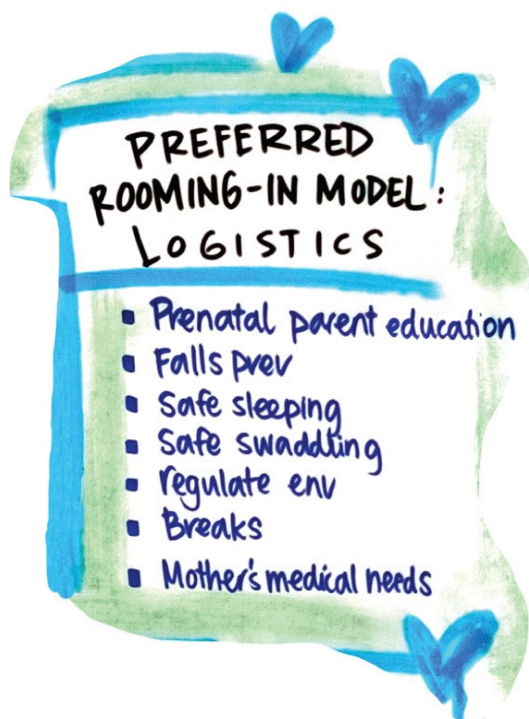 PREFERRED
ROOMING-IN MODEL:
LOGISTICS
▪ Prenatal parent education
▪ Falls prev
▪ Safe sleeping
▪ Safe swaddling
▪ regulate env
▪ Breaks
▪ Mother's medical needs